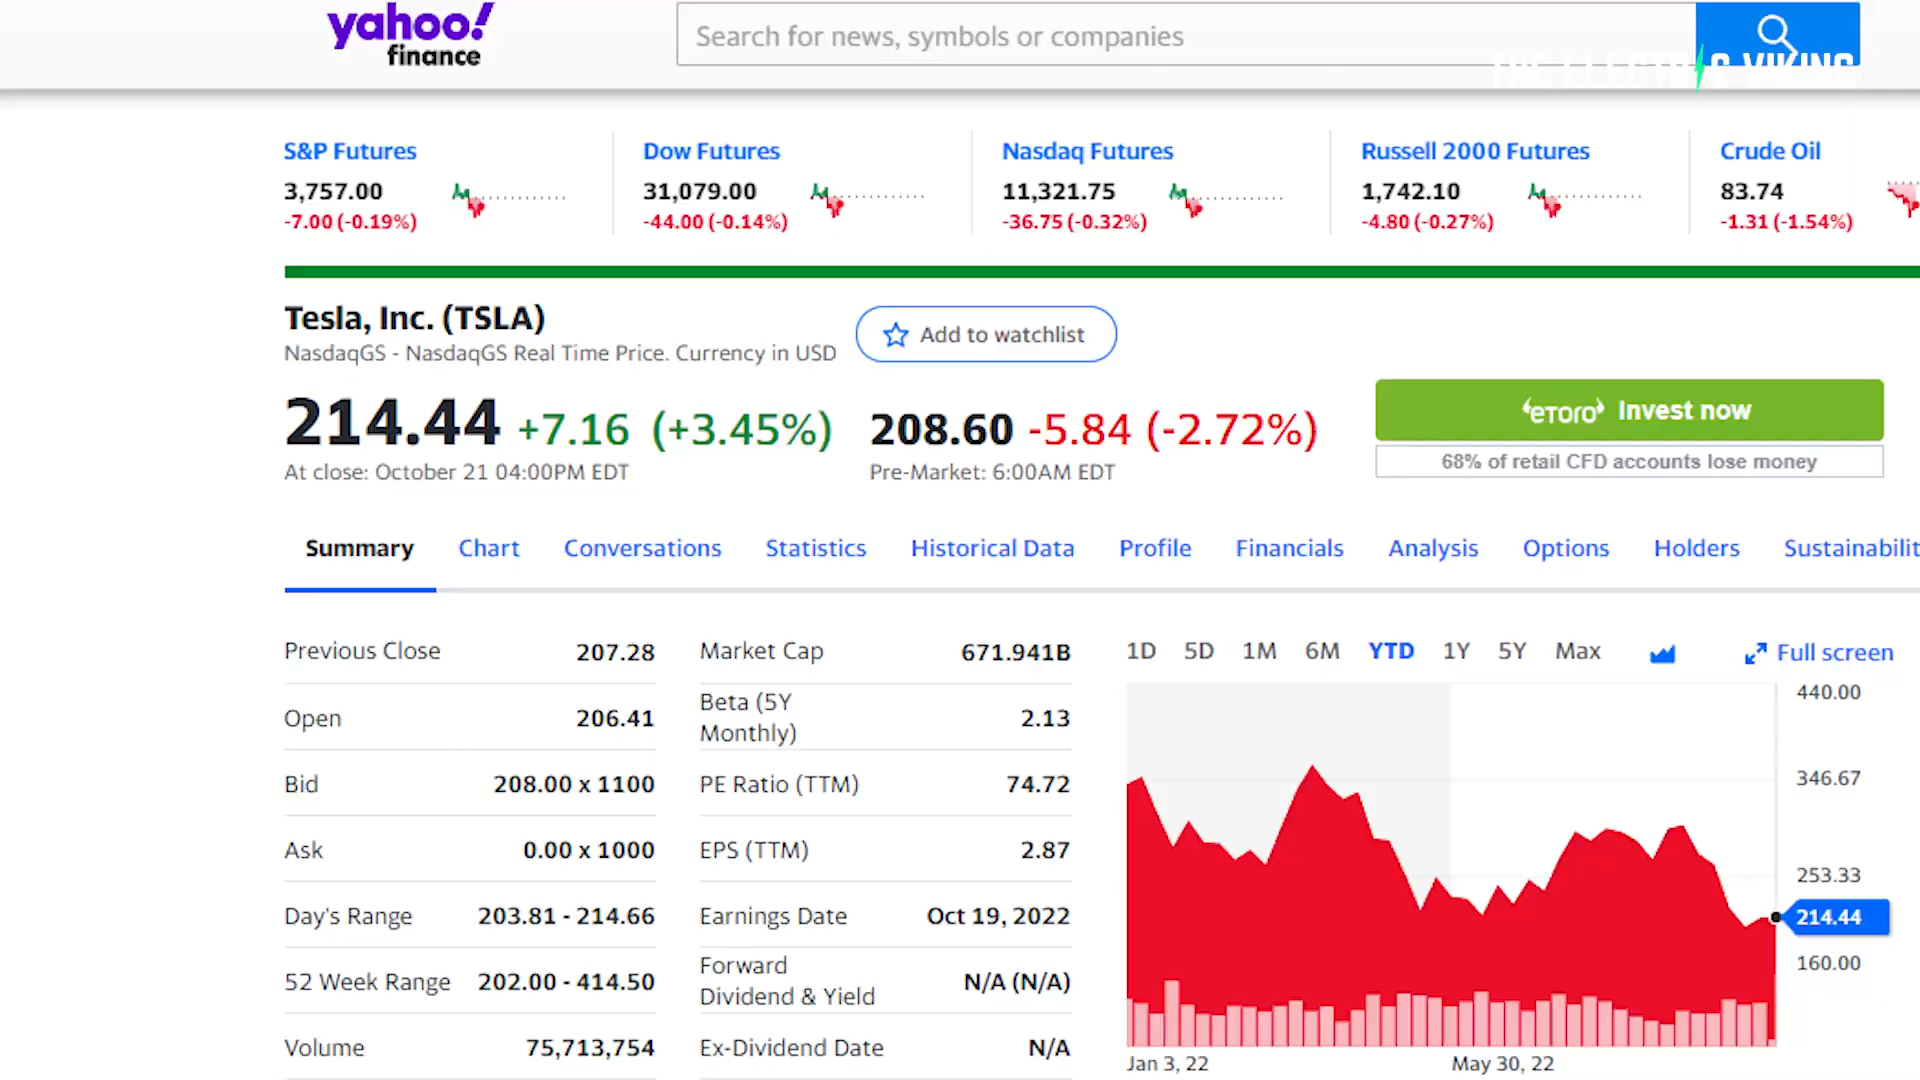 yahoo!
finance
Search for news, symbols or companies
THE ELECTRIC VIKING
S&P Futures
3,757.00
-7.00 (-0.19%)
Dow Futures
31,079.00
-44.00 (-0.14%)
Nasdaq Futures
11,321.75
-36.75 (-0.32%)
Russell 2000 Futures
1,742.10
-4.80 (-0.27%)
Crude Oil
83.74
-1.31 (-1.54%)
Tesla, Inc. (TSLA)
NasdaqGS - NasdaqGS Real Time Price. Currency in USD
Add to watchlist
214.44 +7.16 (+3.45%)
At close: October 21 04:00PM EDT
208.60 -5.84 (-2.72%)
Pre-Market: 6:00AM EDT
eToro Invest now
68% of retail CFD accounts lose money
Summary Chart Conversations Statistics Historical Data Profile Financials Analysis Options Holders Sustainabilit
Previous Close 207.28
Open 206.41
Bid 208.00 x 1100
Ask 0.00 x 1000
Day's Range 203.81 - 214.66
52 Week Range 202.00 - 414.50
Volume 75,713,754
Market Cap 671.941B
Beta (5Y
Monthly) 2.13
PE Ratio (TTM) 74.72
EPS (TTM) 2.87
Earnings Date Oct 19, 2022
Forward
Dividend & Yield N/A (N/A)
Ex-Dividend Date N/A
1D 5D 1M 6M YTD 1Y 5Y Max Full screen
440.00
346.67
253.33
214.44
160.00
Jan 3, 22 May 30, 22